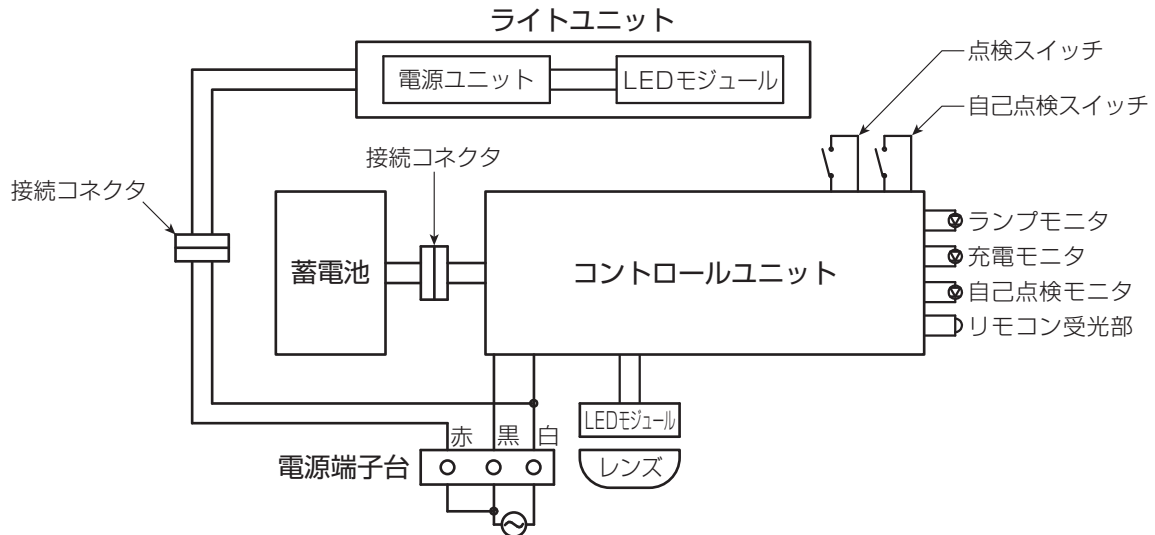 ライトユニット
電源ユニット
LEDモジュール
点検スイッチ
自己点検スイッチ
接続コネクタ
接続コネクタ
蓄電池
コントロールユニット
ランプモニタ
充電モニタ
自己点検モニタ
リモコン受光部
LEDモジュール
赤
黒
白
電源端子台
レンズ